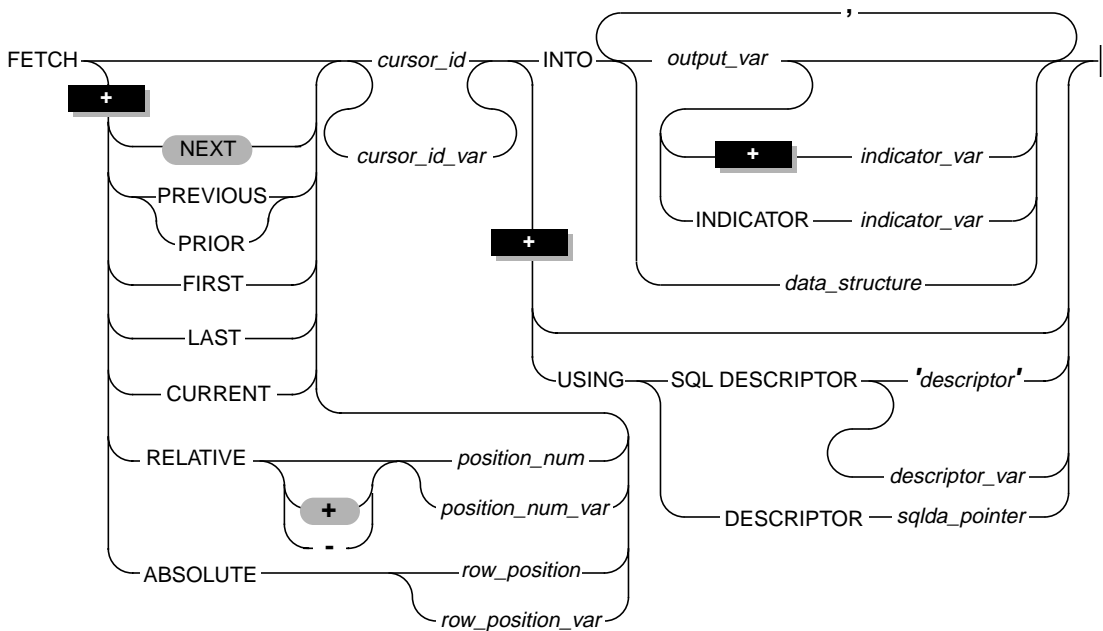 ,
FETCH cursor_id INTO output_var
+
NEXT cursor_id_var + indicator_var
PREVIOUS
PRIOR INDICATOR indicator_var
+
FIRST data_structure
LAST
CURRENT USING SQL DESCRIPTOR 'descriptor'
RELATIVE position_num descriptor_var
+ position_num_var DESCRIPTOR sqlda_pointer
-
ABSOLUTE row_position
row_position_var